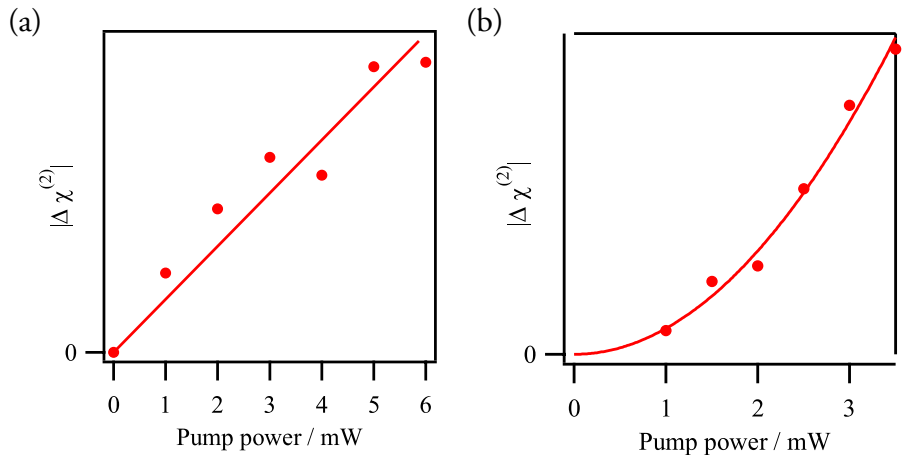 (a)
|Δ χ(2)|
0
0 1 2 3 4 5 6
Pump power / mW
(b)
|Δ χ(2)|
0
0 1 2 3
Pump power / mW